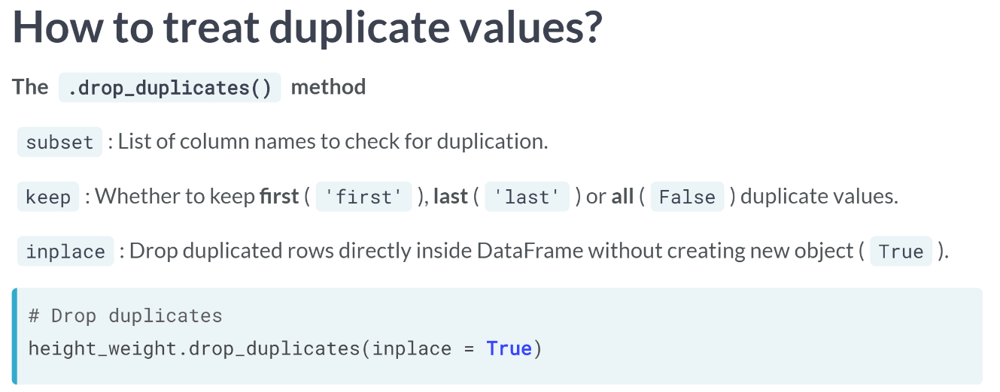 How to treat duplicate values?
The .drop_duplicates() method
subset : List of column names to check for duplication.
keep : Whether to keep first ( 'first' ), last ( 'last' ) or all ( False ) duplicate values.
inplace : Drop duplicated rows directly inside DataFrame without creating new object ( True ).
# Drop duplicates
height_weight.drop_duplicates(inplace = True)